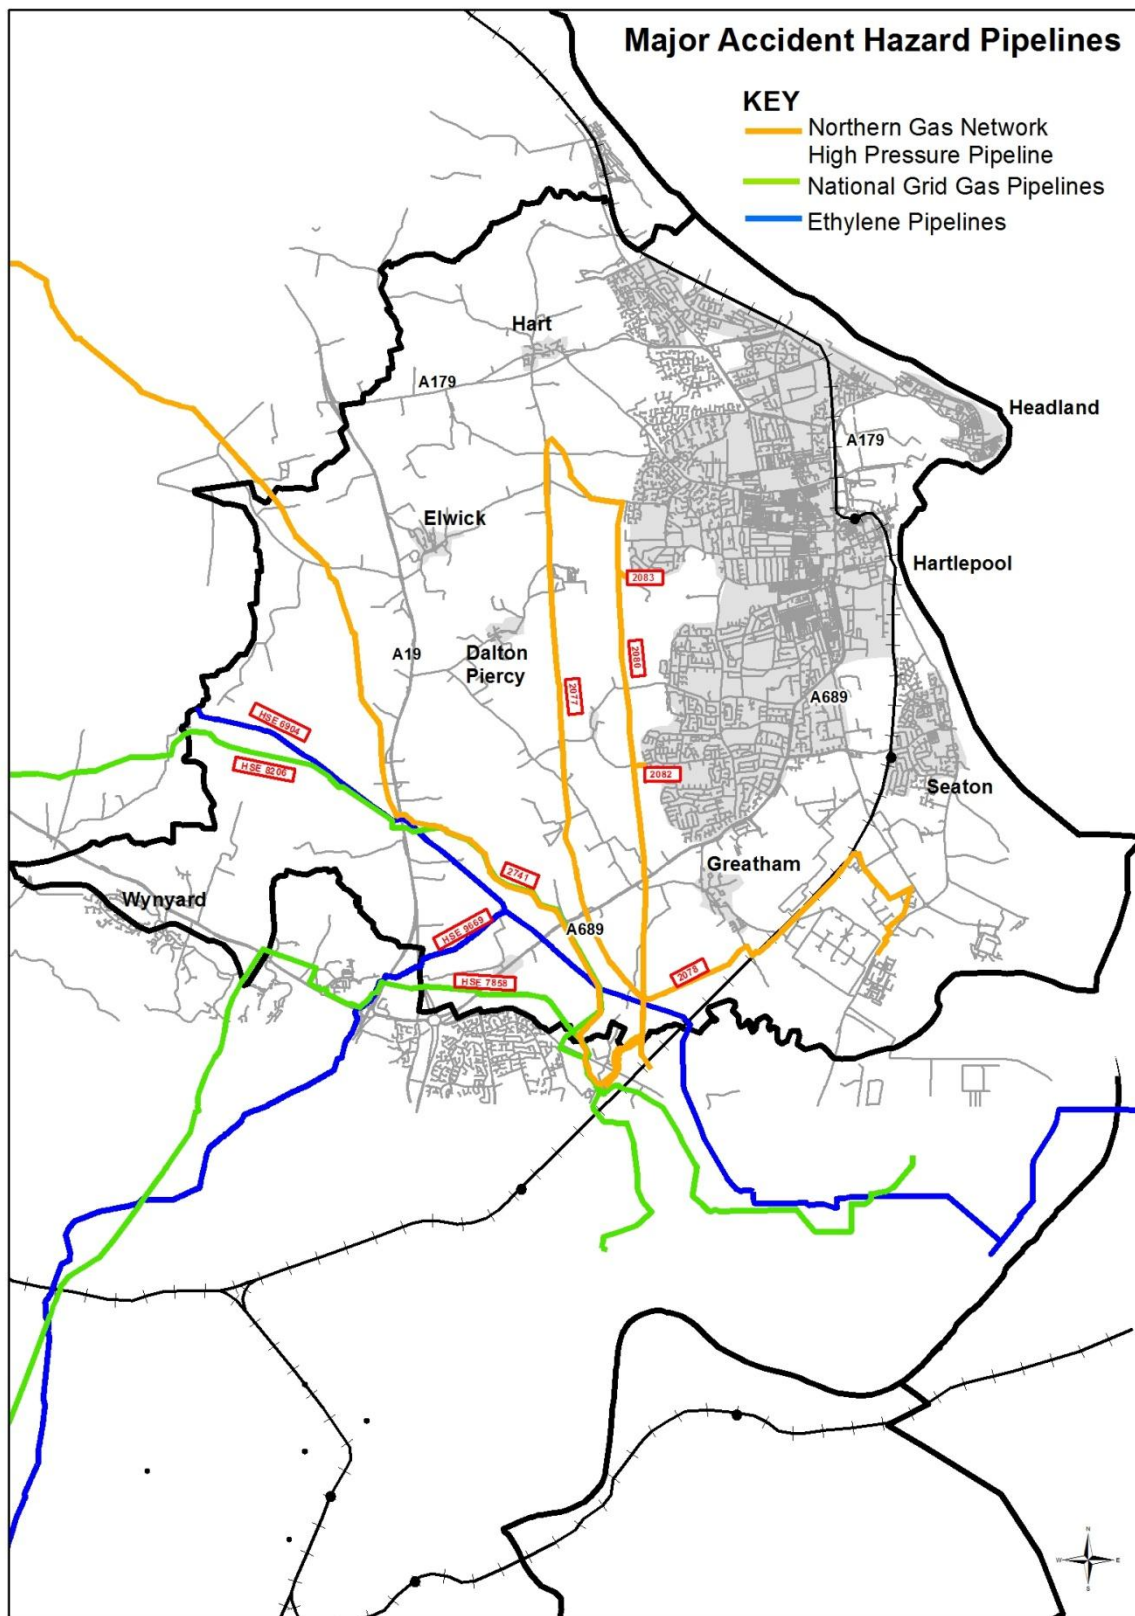 Major Accident Hazard Pipelines
KEY
Northern Gas Network
High Pressure Pipeline
National Grid Gas Pipelines
Ethylene Pipelines
Hart
A179
Headland
A179
Elwick
Hartlepool
2083
Dalton
Piercy
A19
2080
2077
A689
HSE 6904
HSE 8206
2082
Seaton
Greatham
2741
Wynyard
HSE 9669
A689
2078
HSE 7858
N
W
E
S